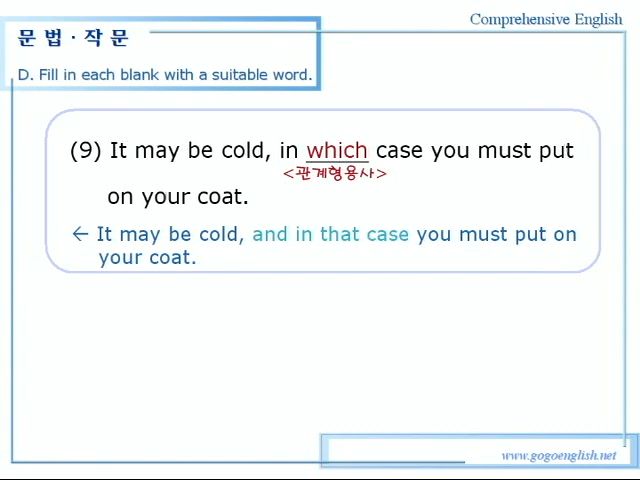 Comprehensive English
문 법 · 작 문
D. Fill in each blank with a suitable word.
(9) It may be cold, in which case you must put
<관계형용사>
on your coat.
← It may be cold, and in that case you must put on
your coat.
www.gogoenglish.net